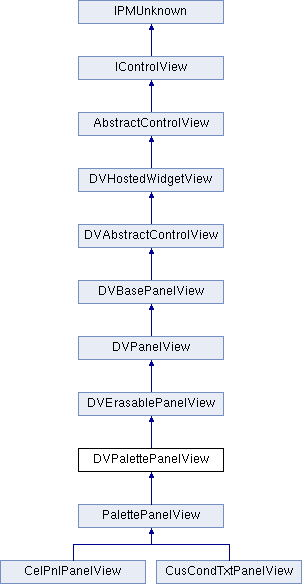 IPMUnknown
IControlView
AbstractControlView
DVHostedWidgetView
DVAbstractControlView
DVBasePanelView
DVPanelView
DVErasablePanelView
DVPalettePanelView
PalettePanelView
CelPnlPanelView
CusCondTxtPanelView